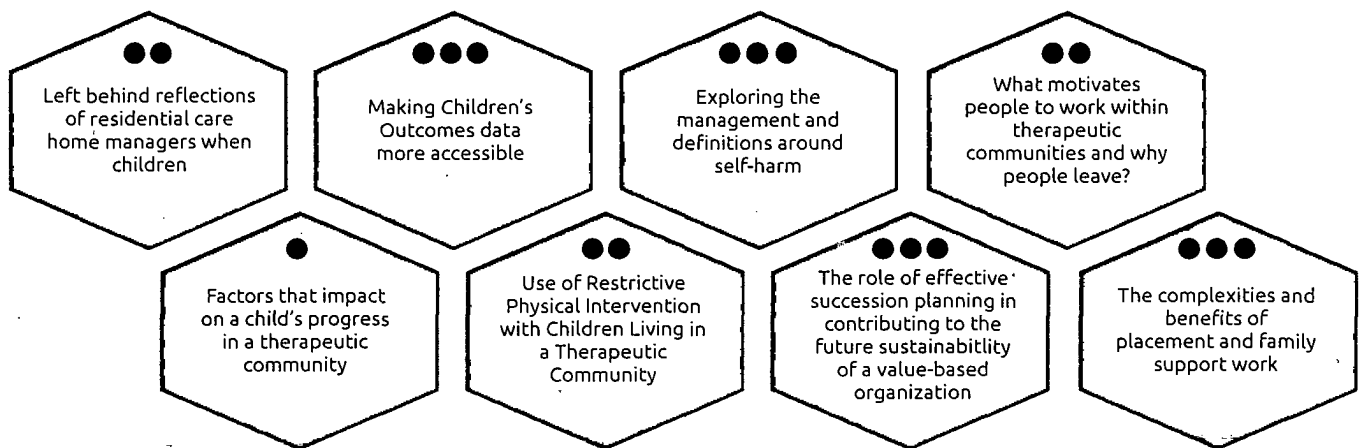 Left behind reflections
of residential care
home managers when
children
Making Children's
Outcomes data
more accessible
Exploring the
management and
definitions around
self-harm
What motivates
people to work within
therapeutic
communities and why
people leave?
Factors that impact
on a child's progress
in a therapeutic
community
Use of Restrictive
Physical Intervention
with Children Living in
a Therapeutic
Community
The role of effective
succession planning in
contributing to the
future sustainabitlity
of a value-based
organization
The complexities and
benefits of
placement and family
support work